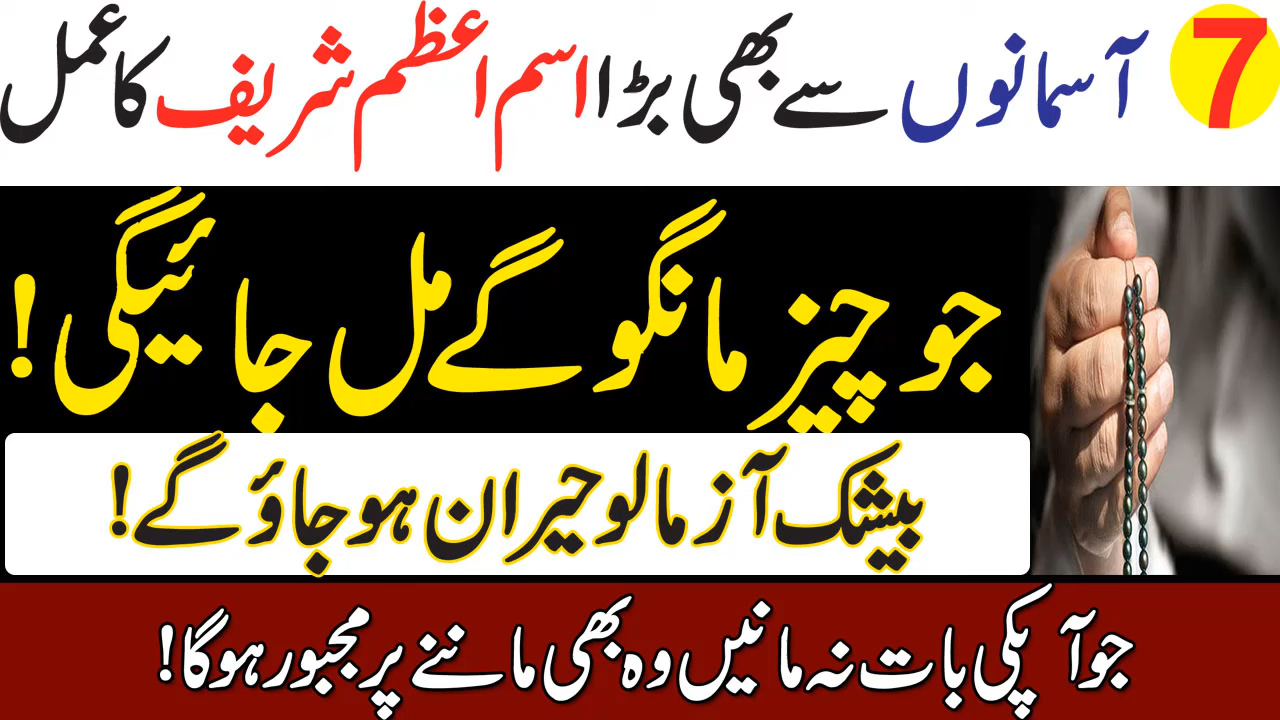 7 آسمانوں سے بھی بڑا اسم اعظم شریف کا عمل
جو چیز مانگو گے مل جائیگی!
بیشک آزمالو حیران ہو جاؤ گے!
جو آپکی بات نہ مانیں وہ بھی ماننے پر مجبور ہوگا!